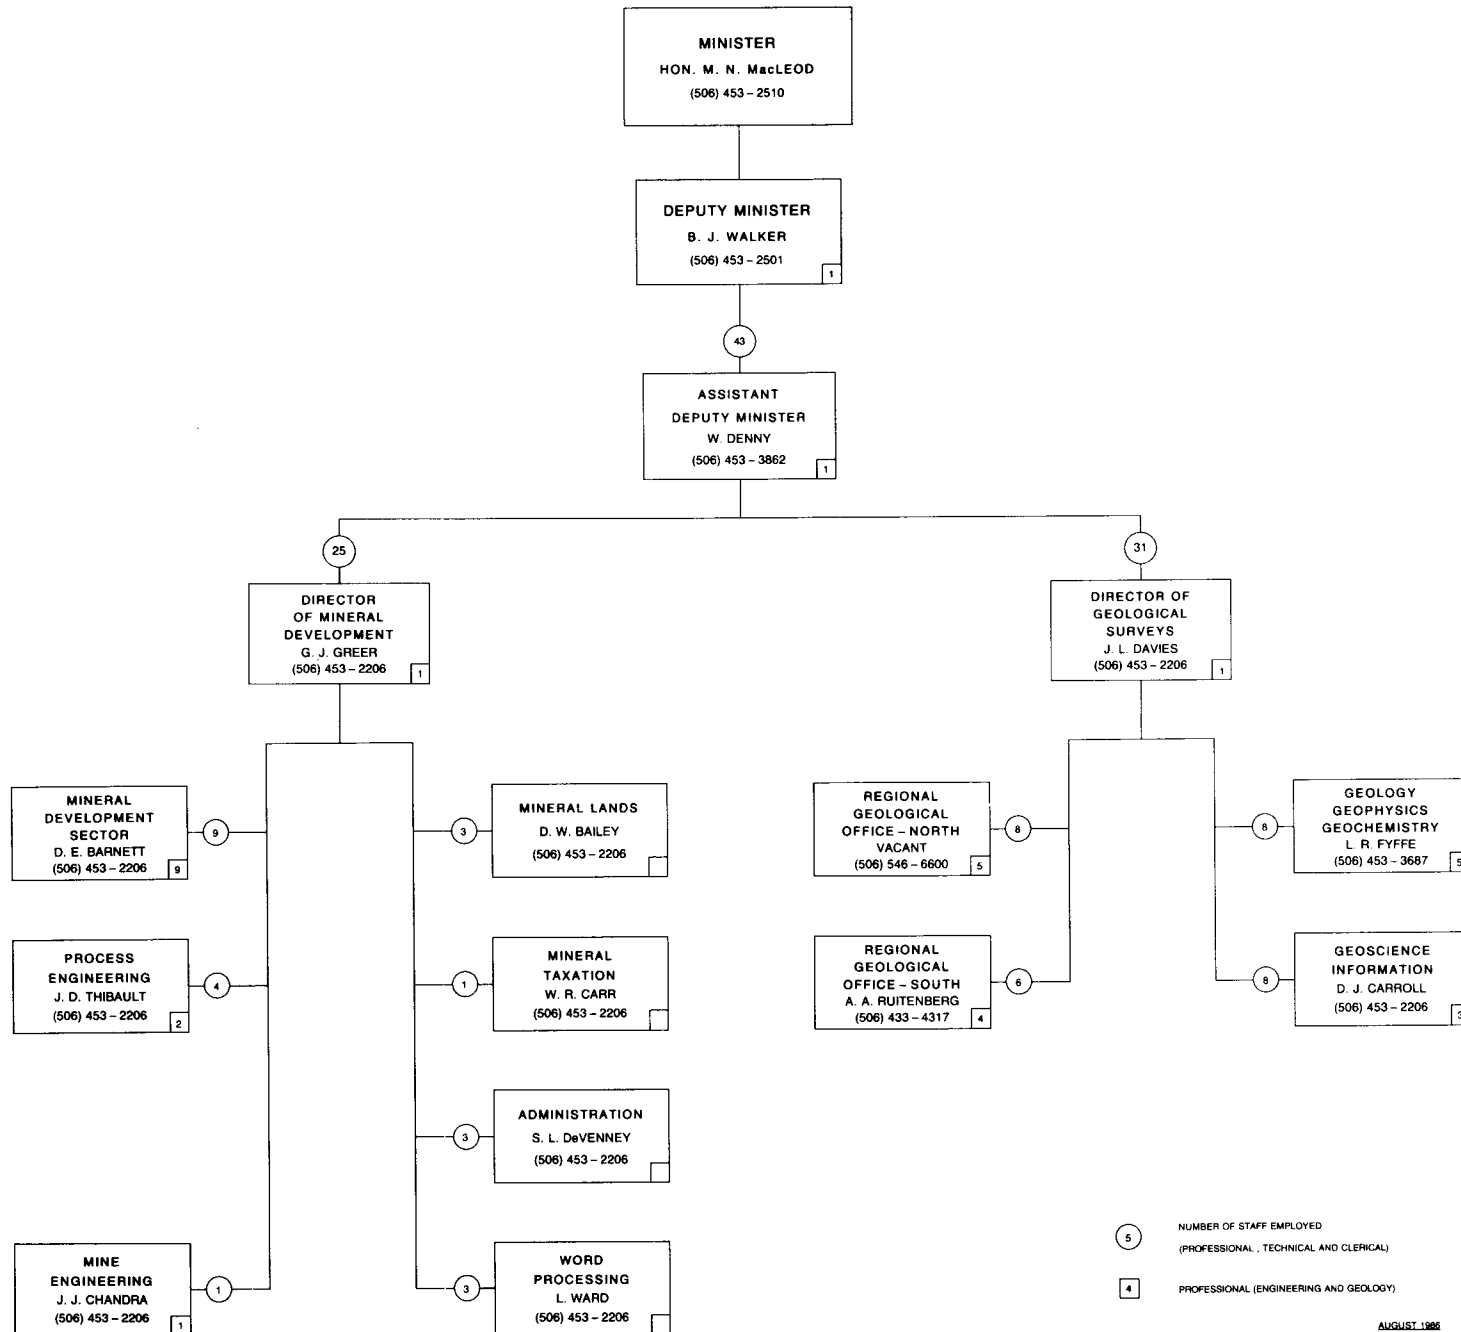 MINISTER
HON. M. N. MacLEOD
(506) 453-2510
DEPUTY MINISTER
B. J. WALKER
(506) 453-2501
1
43
ASSISTANT
DEPUTY MINISTER
W. DENNY
(506) 453-3862
1
25
DIRECTOR
OF MINERAL
DEVELOPMENT
G. J. GREER
(506) 453-2206
1
31
DIRECTOR OF
GEOLOGICAL
SURVEYS
J. L. DAVIES
(506) 453-2206
1
MINERAL
DEVELOPMENT
SECTOR
D. E. BARNETT
(506) 453-2206
9
9
3
MINERAL LANDS
D. W. BAILEY
(506) 453-2206
REGIONAL
GEOLOGICAL
OFFICE - NORTH
VACANT
(506) 546-6600
5
8
8
GEOLOGY
GEOPHYSICS
GEOCHEMISTRY
L. R. FYFFE
(506) 453-3687
5
PROCESS
ENGINEERING
J. D. THIBAULT
(506) 453-2206
2
4
1
MINERAL
TAXATION
W. R. CARR
(506) 453-2206
REGIONAL
GEOLOGICAL
OFFICE - SOUTH
A. A. RUITENBERG
(506) 433-4317
4
6
8
GEOSCIENCE
INFORMATION
D. J. CARROLL
(506) 453-2206
3
3
ADMINISTRATION
S. L. DeVENNEY
(506) 453-2206
MINE
ENGINEERING
J. J. CHANDRA
(506) 453-2206
1
1
3
WORD
PROCESSING
L. WARD
(506) 453-2206
5
NUMBER OF STAFF EMPLOYED
(PROFESSIONAL, TECHNICAL AND CLERICAL)
4
PROFESSIONAL (ENGINEERING AND GEOLOGY)
AUGUST 1986